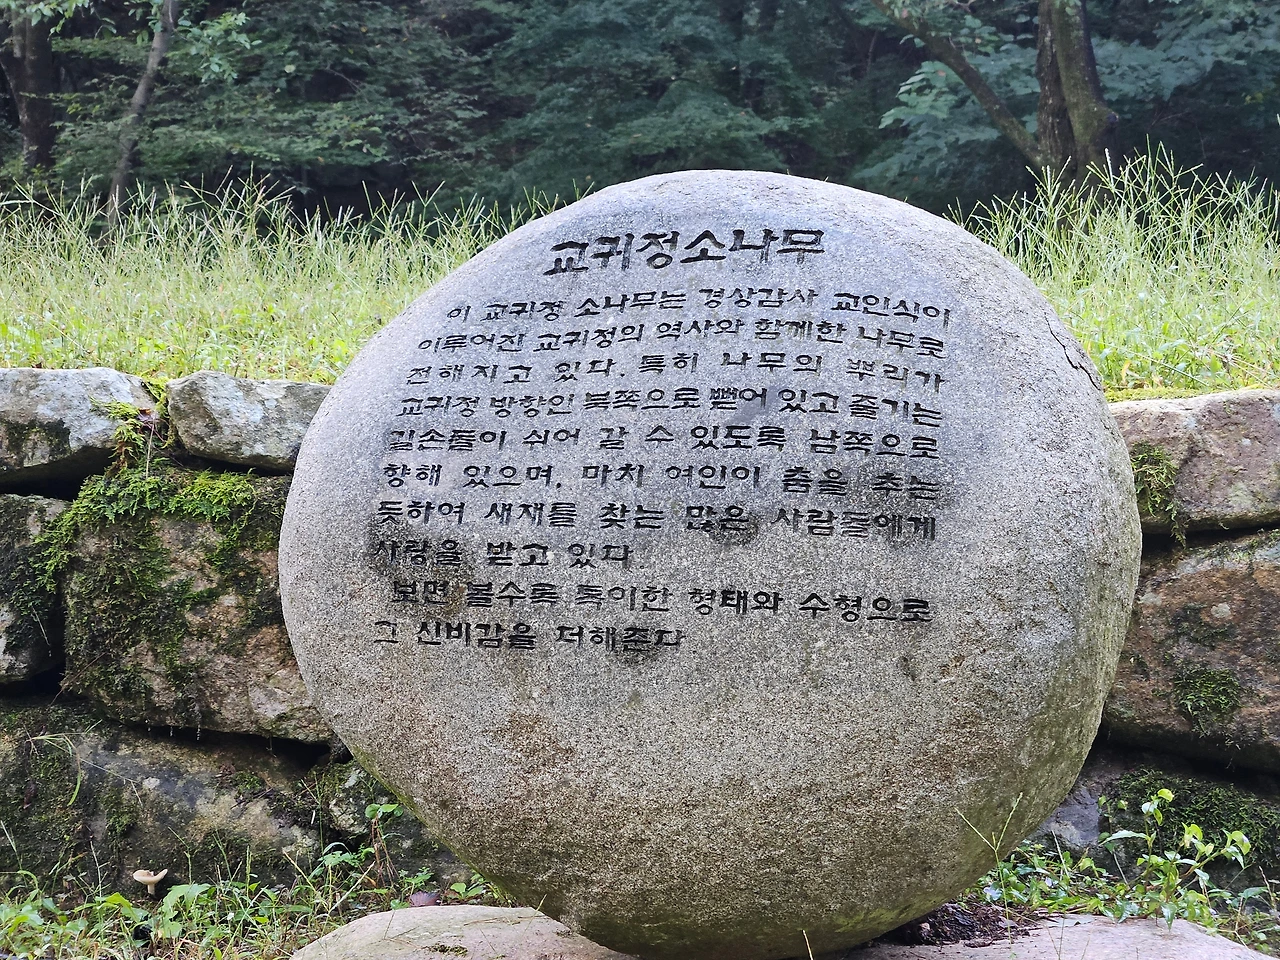 교귀정소나무
이 교귀정 소나무는 경상감사 교인식이
이루어진 교귀정의 역사와 함께한 나무로
전해지고 있다. 특히 나무의 뿌리가
교귀정 방향인 북쪽으로 뻗어 있고 줄기는
길손들이 쉬어 갈 수 있도록 남쪽으로
향해 있으며, 마치 여인이 춤을 추는
듯하여 새재를 찾는 많은 사람들에게
사랑을 받고 있다.
보면 볼수록 특이한 형태와 수형으로
그 신비감을 더해준다